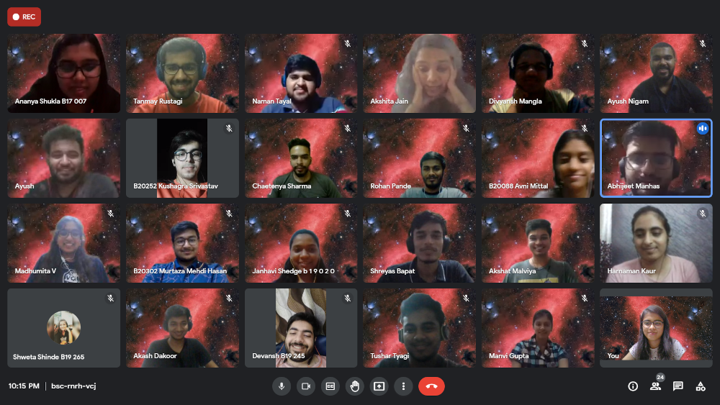 REC
Ananya Shukla B17 007
Tanmay Rustagi
Naman Tayal
Akshita Jain
Divyansh Mangla
Ayush Nigam
Ayush
B20252 Kushagra Srivastav
Chaetenya Sharma
Rohan Pande
B20088 Avni Mittal
Abhijeet Manhas
Madhumita V
B20302 Murtaza Mehdi Hasan
Janhavi Shedge b 1 9 0 2 0
Shreyas Bapat
Akshat Malviya
Harnaman Kaur
Shweta Shinde B19 265
Akash Dakoor
Devansh B19 245
Tushar Tyagi
Manvi Gupta
You
10:15 PM | bsc-nrrh-vcj
24